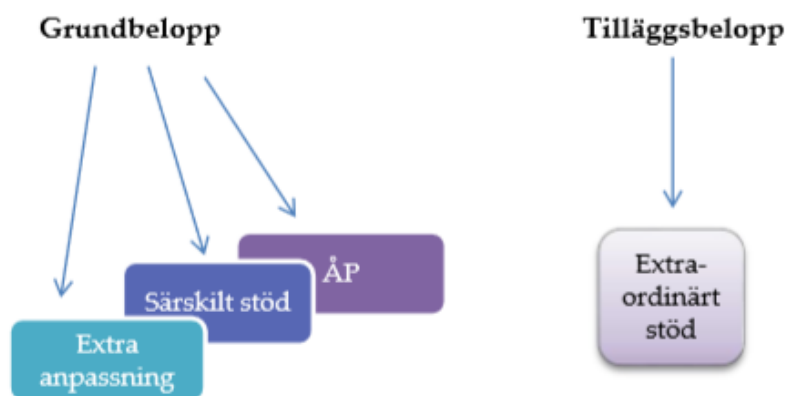 Grundbelopp
Tilläggsbelopp
ÅP
Särskilt stöd
Extra
anpassning
Extra-
ordinärt
stöd